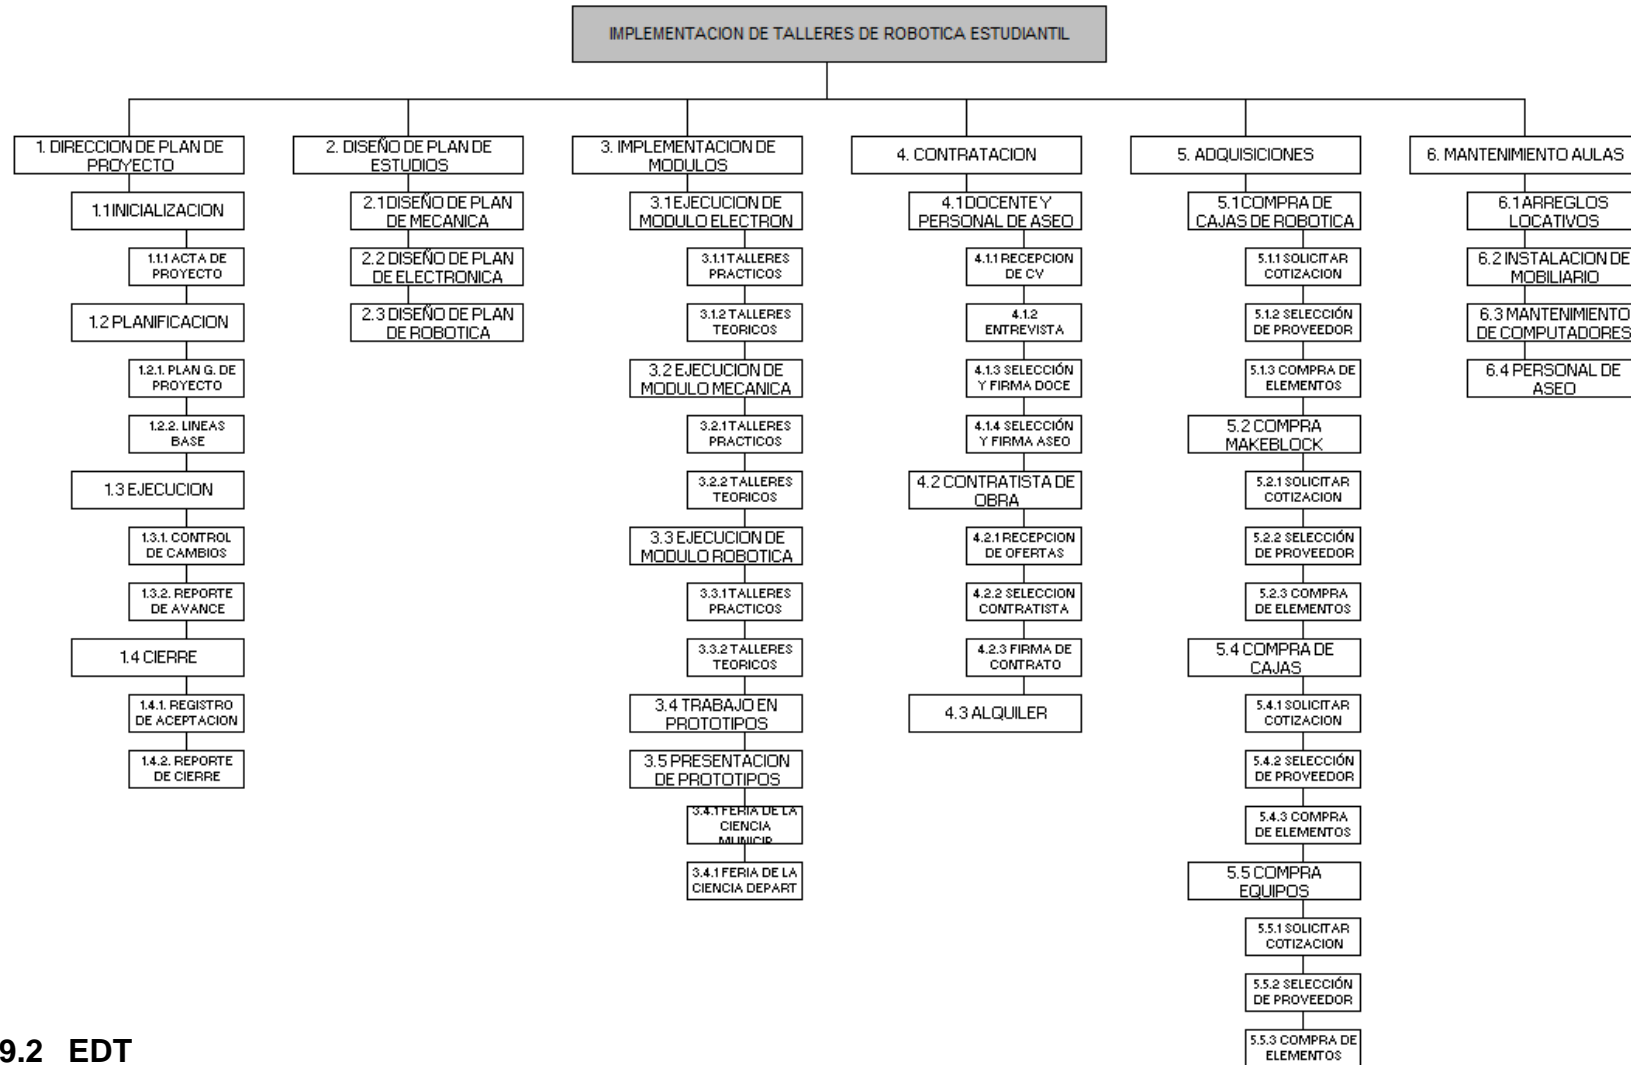 IMPLEMENTACION DE TALLERES DE ROBOTICA ESTUDIANTIL
1. DIRECCION DE PLAN DE
PROYECTO
1.1 INICIALIZACION
1.1.1 ACTA DE
PROYECTO
1.2 PLANIFICACION
1.2.1. PLAN G. DE
PROYECTO
1.2.2. LINEAS
BASE
1.3 EJECUCION
1.3.1. CONTROL
DE CAMBIOS
1.3.2. REPORTE
DE AVANCE
1.4 CIERRE
1.4.1. REGISTRO
DE ACEPTACION
1.4.2. REPORTE
DE CIERRE
2. DISEÑO DE PLAN DE
ESTUDIOS
2.1 DISEÑO DE PLAN
DE MECANICA
2.2 DISEÑO DE PLAN
DE ELECTRONICA
2.3 DISEÑO DE PLAN
DE ROBOTICA
3. IMPLEMENTACION DE
MODULOS
3.1 EJECUCION DE
MODULO ELECTRON
3.1.1 TALLERES
PRACTICOS
3.1.2 TALLERES
TEORICOS
3.2 EJECUCION DE
MODULO MECANICA
3.2.1 TALLERES
PRACTICOS
3.2.2 TALLERES
TEORICOS
3.3 EJECUCION DE
MODULO ROBOTICA
3.3.1 TALLERES
PRACTICOS
3.3.2 TALLERES
TEORICOS
3.4 TRABAJO EN
PROTOTIPOS
3.5 PRESENTACION
DE PROTOTIPOS
3.4.1 FERIA DE LA
CIENCIA
MUNICIP
3.4.1 FERIA DE LA
CIENCIA DEPART
4. CONTRATACION
4.1 DOCENTE Y
PERSONAL DE ASEO
4.1.1 RECEPCION
DE CV
4.1.2
ENTREVISTA
4.1.3 SELECCIÓN
Y FIRMA DOCE
4.1.4 SELECCIÓN
Y FIRMA ASEO
4.2 CONTRATISTA DE
OBRA
4.2.1 RECEPCION
DE OFERTAS
4.2.2 SELECCION
CONTRATISTA
4.2.3 FIRMA DE
CONTRATO
4.3 ALQUILER
5. ADQUISICIONES
5.1 COMPRA DE
CAJAS DE ROBOTICA
5.1.1 SOLICITAR
COTIZACION
5.1.2 SELECCIÓN
DE PROVEEDOR
5.1.3 COMPRA DE
ELEMENTOS
5.2 COMPRA
MAKEBLOCK
5.2.1 SOLICITAR
COTIZACION
5.2.2 SELECCIÓN
DE PROVEEDOR
5.2.3 COMPRA
DE ELEMENTOS
5.4 COMPRA DE
CAJAS
5.4.1 SOLICITAR
COTIZACION
5.4.2 SELECCIÓN
DE PROVEEDOR
5.4.3 COMPRA
DE ELEMENTOS
5.5 COMPRA
EQUIPOS
5.5.1 SOLICITAR
COTIZACION
5.5.2 SELECCIÓN
DE PROVEEDOR
5.5.3 COMPRA DE
ELEMENTOS
6. MANTENIMIENTO AULAS
6.1 ARREGLOS
LOCATIVOS
6.2 INSTALACION DE
MOBILIARIO
6.3 MANTENIMIENTO
DE COMPUTADORES
6.4 PERSONAL DE
ASEO
9.2 EDT